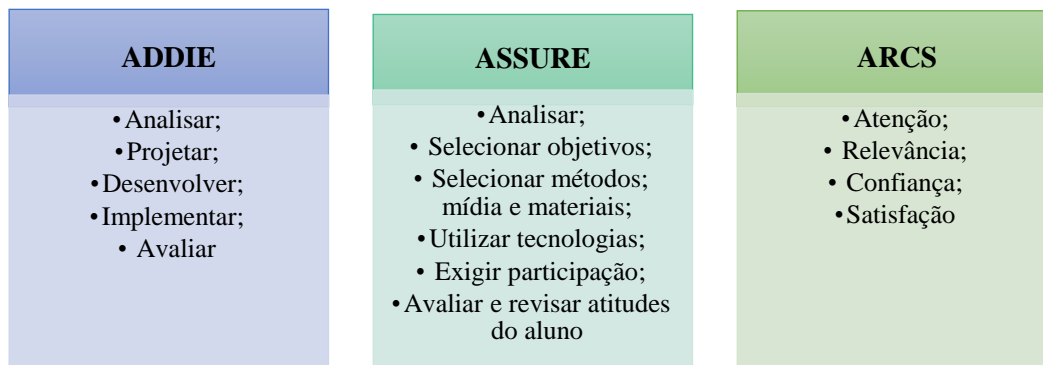 ADDIE
•Analisar;
•Projetar;
•Desenvolver;
•Implementar;
• Avaliar
ASSURE
•Analisar;
• Selecionar objetivos;
• Selecionar métodos;
mídia e materiais;
•Utilizar tecnologias;
• Exigir participação;
•Avaliar e revisar atitudes
do aluno
ARCS
•Atenção;
• Relevância;
• Confiança;
•Satisfação